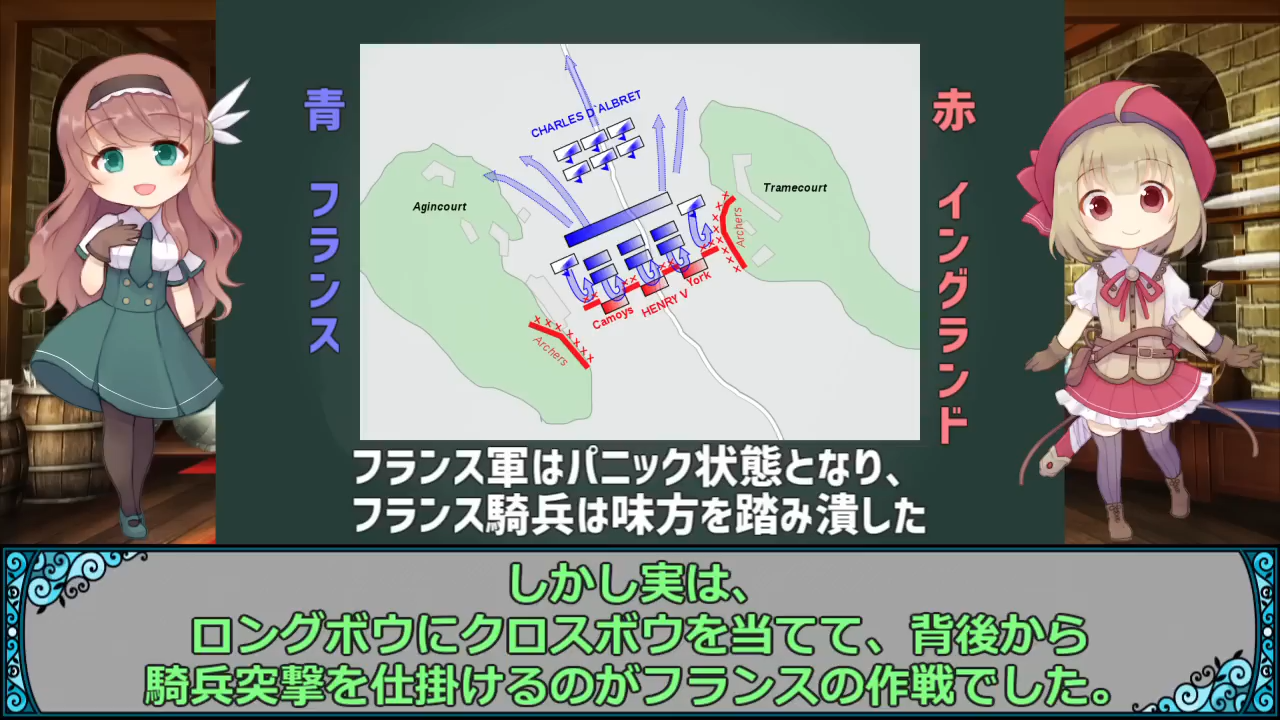 青 フランス
赤 イングランド
CHARLES D'ALBRET
Agincourt
Tramecourt
Archers
York
HENRY V
Camoys
Archers
フランス軍はパニック状態となり、
フランス騎兵は味方を踏み潰した
しかし実は、
ロングボウにクロスボウを当てて、背後から
騎兵突撃を仕掛けるのがフランスの作戦でした。